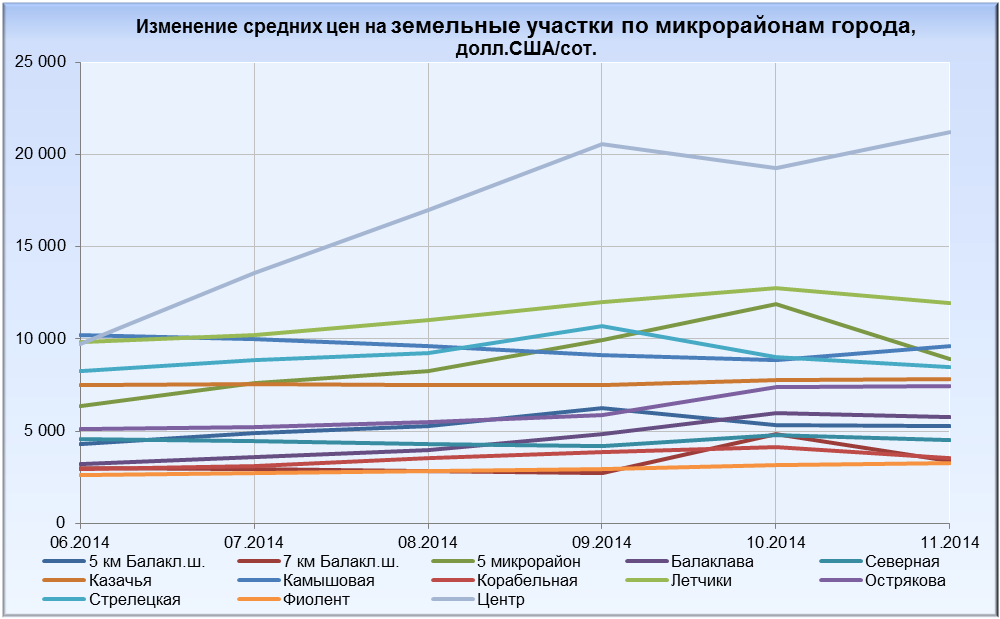 Изменение средних цен на земельные участки по микрорайонам города,
долл.США/сот.
25 000
20 000
15 000
10 000
5 000
0
06.2014 07.2014 08.2014 09.2014 10.2014 11.2014
5 км Балакл.ш. 7 км Балакл.ш. 5 микрорайон Балаклава Северная
Казачья Камышовая Корабельная Летчики Острякова
Стрелецкая Фиолент Центр